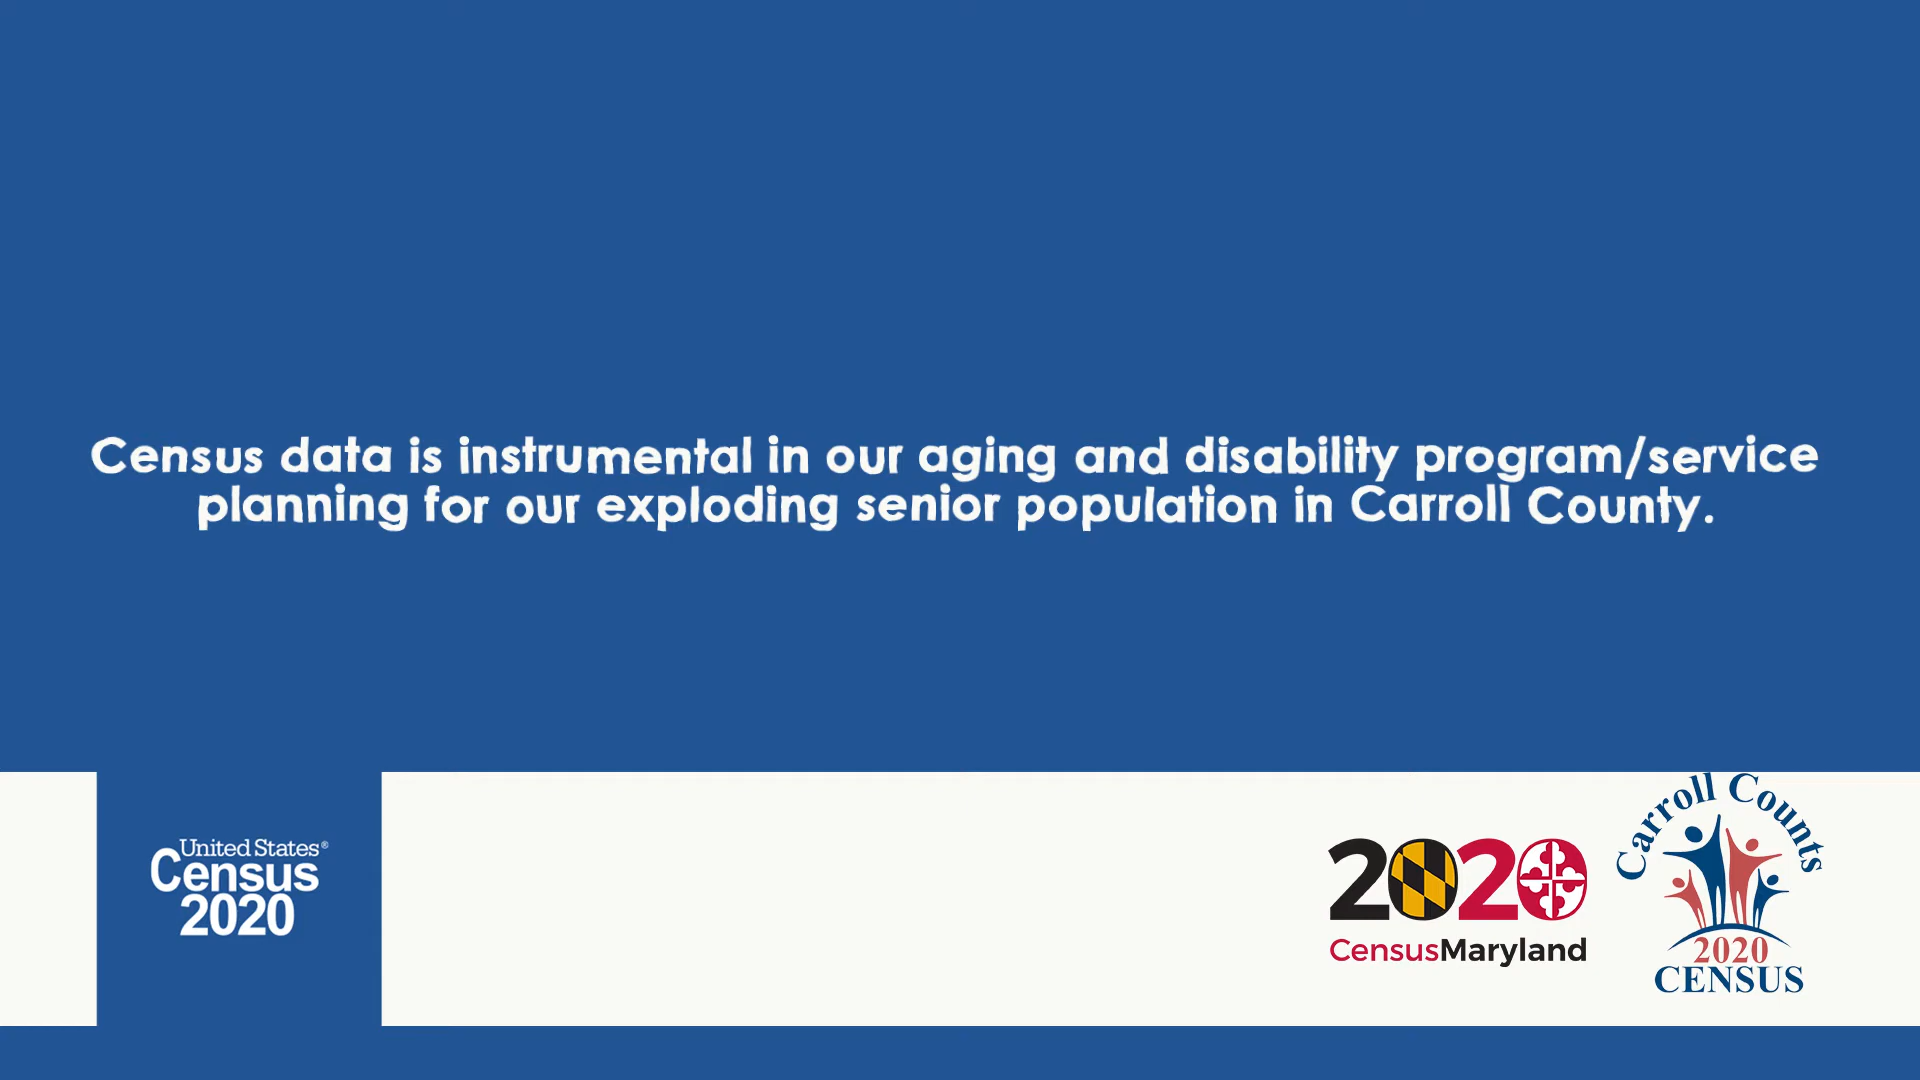 Census data is instrumental in our aging and disability program/service
planning for our exploding senior population in Carroll County.
United States®
Census
2020
2020
CensusMaryland
Carroll Counts
2020
CENSUS